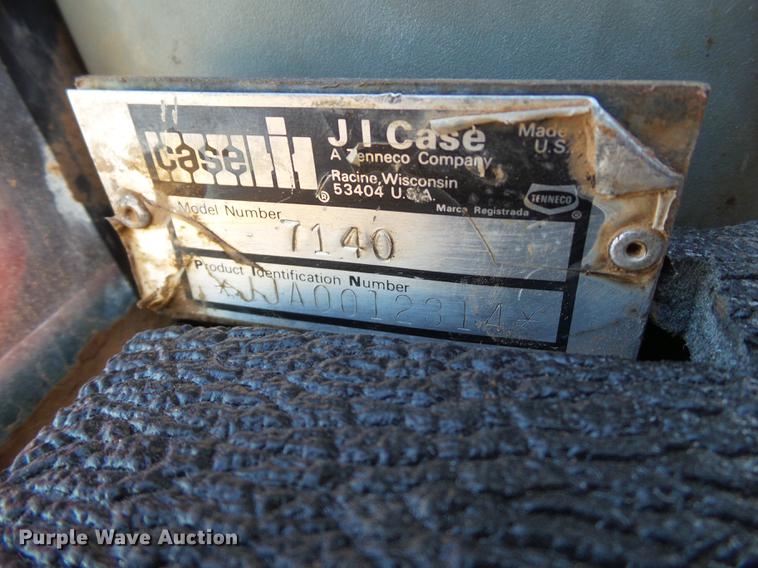 case IH
J I Case
A Tenneco Company
Racine, Wisconsin
53404 U.S.A.
Made
U.S.
TENNECO
®
Marca Registrada
®
Model Number
7140
Product Identification Number
*JJA0012314*
Purple Wave Auction®